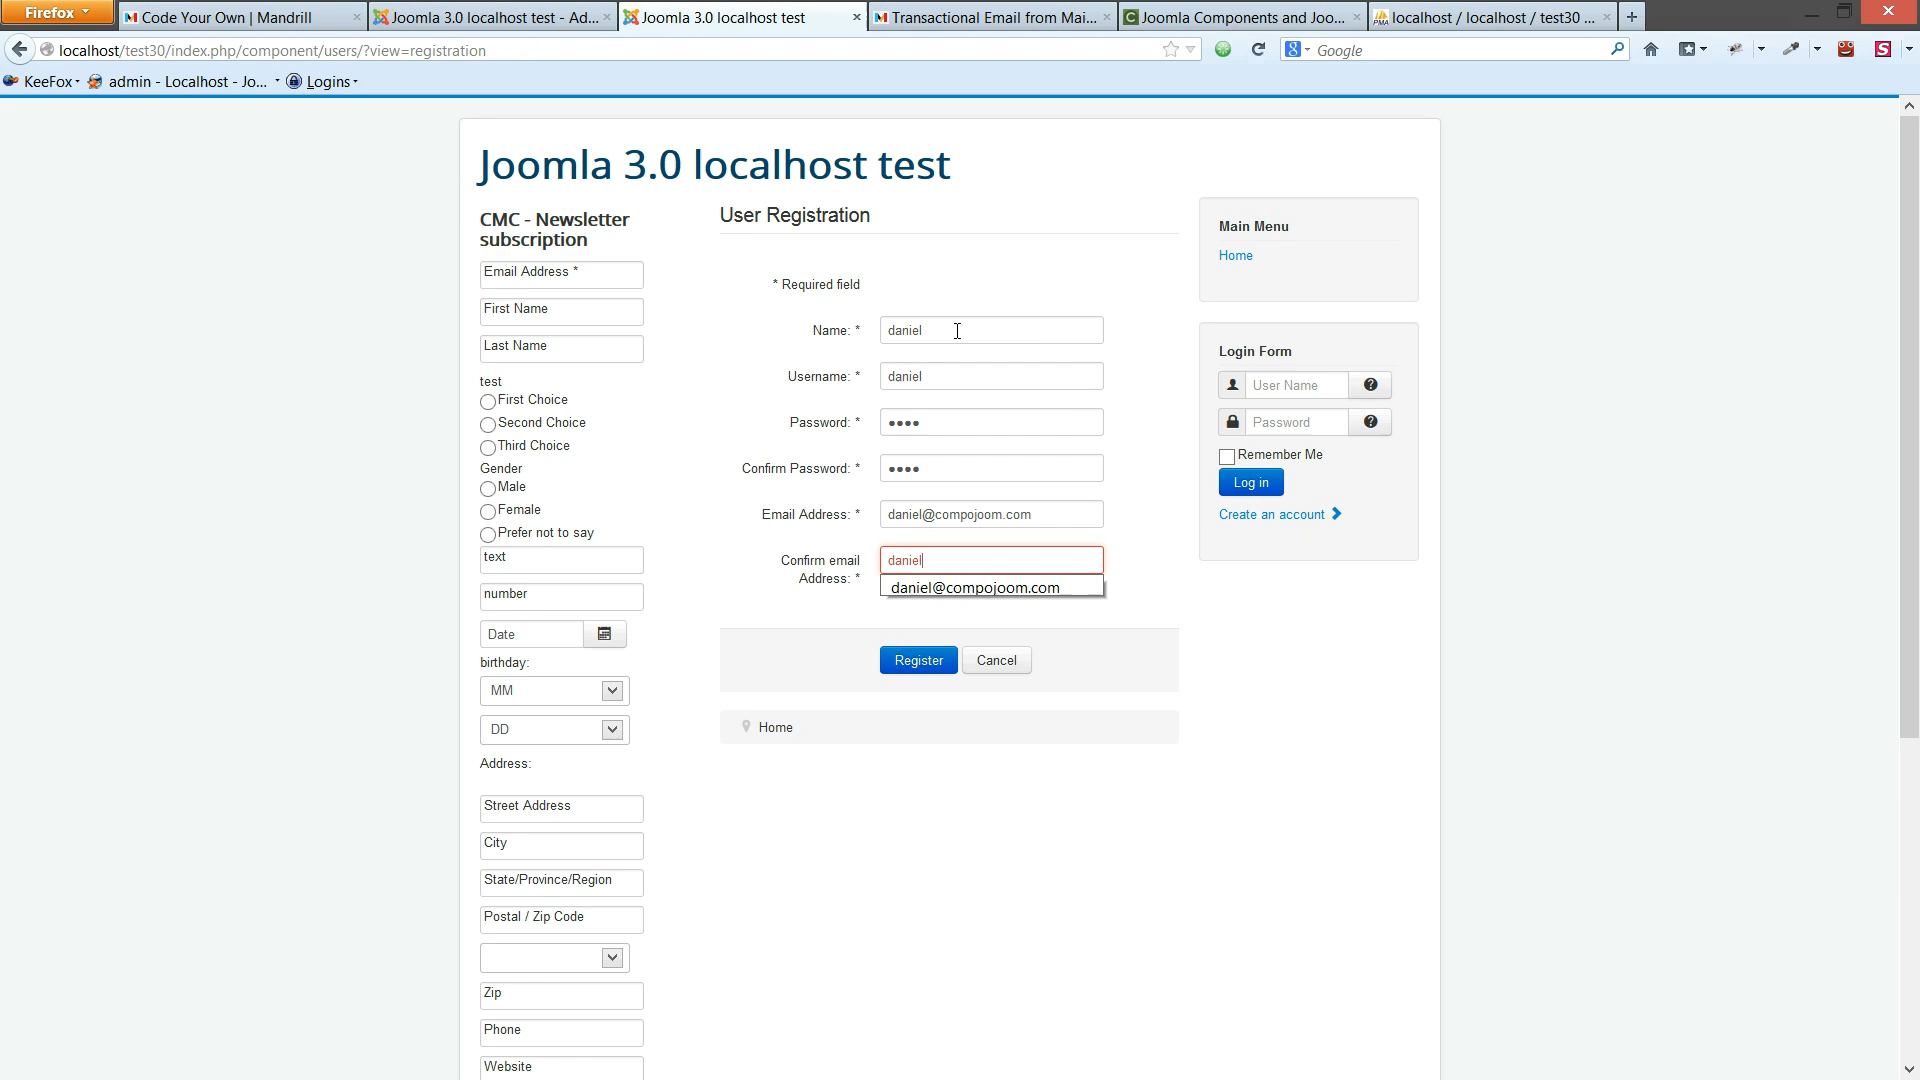 Firefox
Code Your Own | Mandrill
Joomla 3.0 localhost test - Ad...
Joomla 3.0 localhost test
Transactional Email from Mai...
Joomla Components and Joo...
localhost / localhost / test30 ...
localhost/test30/index.php/component/users/?view=registration
Google
KeeFox
admin - Localhost - Jo...
Logins
Joomla 3.0 localhost test
CMC - Newsletter
subscription
Email Address *
First Name
Last Name
test
First Choice
Second Choice
Third Choice
Gender
Male
Female
Prefer not to say
text
number
Date
birthday:
MM
DD
Address:
Street Address
City
State/Province/Region
Postal / Zip Code
Zip
Phone
Website
User Registration
* Required field
Name: *
daniel
Username: *
daniel
Password: *
••••
Confirm Password: *
••••
Email Address: *
daniel@compojoom.com
Confirm email
Address: *
daniel
daniel@compojoom.com
Register
Cancel
Home
Main Menu
Home
Login Form
User Name
Password
Remember Me
Log in
Create an account